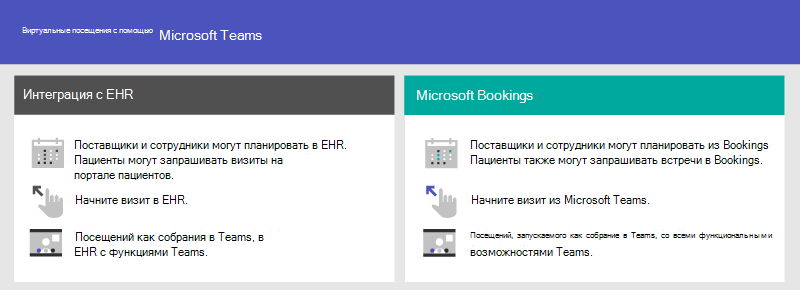 Виртуальные посещения с помощью Microsoft Teams
Интеграция с EHR
Поставщики и сотрудники могут планировать в EHR.
Пациенты могут запрашивать визиты на
портале пациентов.
Начните визит в EHR.
Посещений как собрания в Teams, в
EHR с функциями Teams.
Microsoft Bookings
Поставщики и сотрудники могут планировать из Bookings
Пациенты также могут запрашивать встречи в Bookings.
Начните визит из Microsoft Teams.
Посещений, запускаемого как собрание в Teams, со всеми функциональными
возможностями Teams.